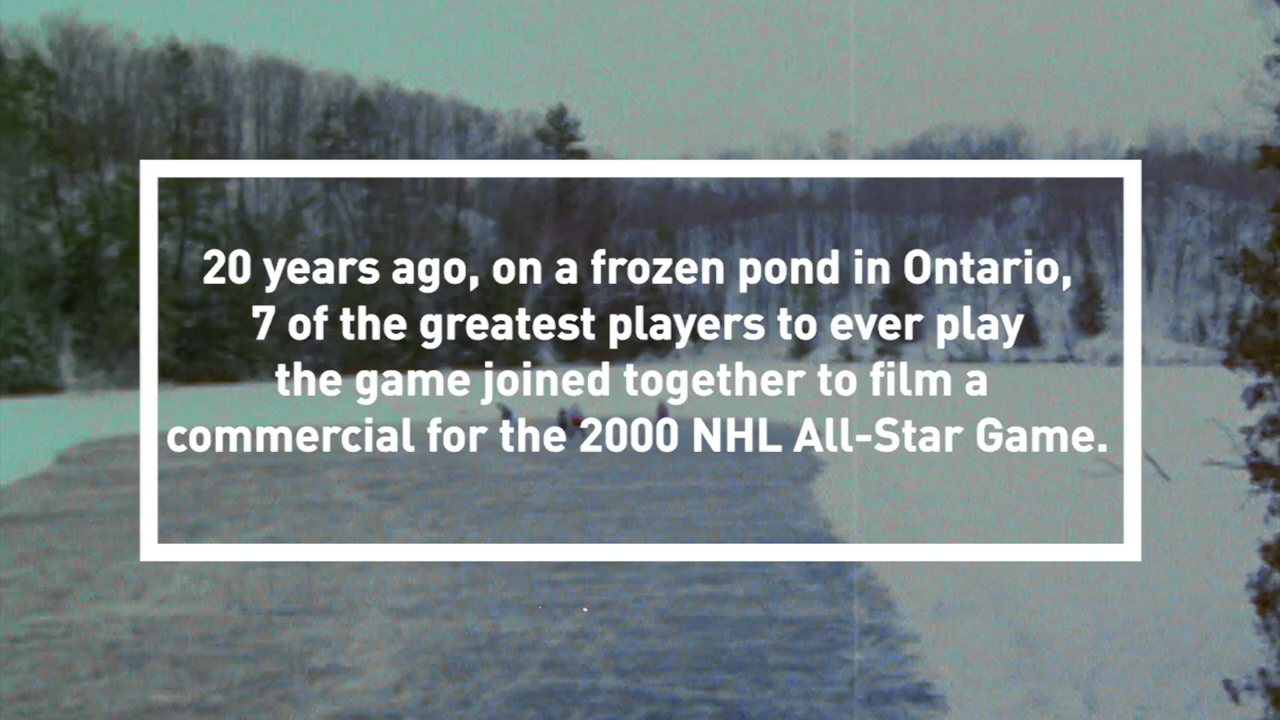 20 years ago, on a frozen pond in Ontario,
7 of the greatest players to ever play
the game joined together to film a
commercial for the 2000 NHL All-Star Game.